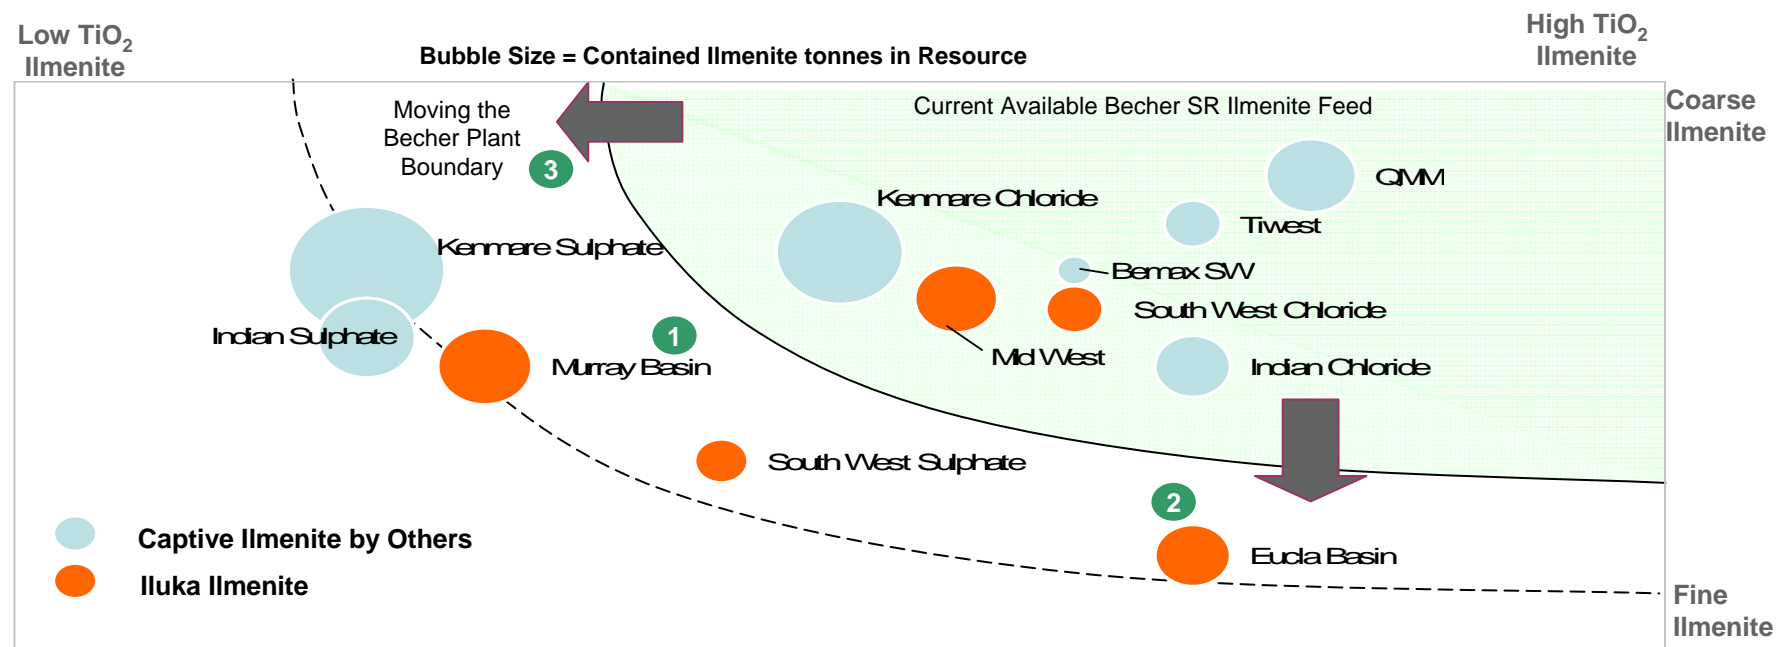 Low TiO2
Ilmenite
High TiO2
Ilmenite
Bubble Size = Contained Ilmenite tonnes in Resource
Moving the
Becher Plant
Boundary
3
Current Available Becher SR Ilmenite Feed
Coarse
Ilmenite
QMM
Kenmare Chloride
Tiwest
Kenmare Sulphate
Bemax SW
South West Chloride
Indian Sulphate
1
Mid West
Murray Basin
Indian Chloride
South West Sulphate
2
Eucla Basin
Captive Ilmenite by Others
Iluka Ilmenite
Fine
Ilmenite